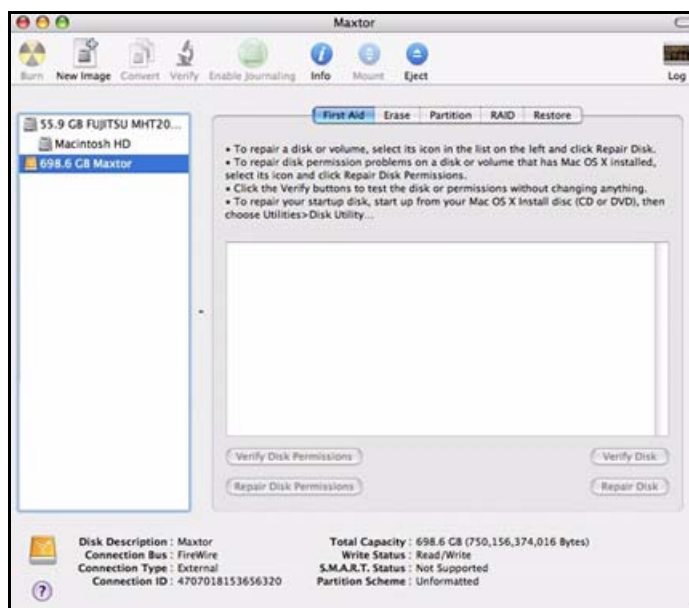 Maxtor
Burn New Image Convert Verify Enable Journaling Info Mount Eject Log
55.9 GB FUJITSU MHT20...
Macintosh HD
698.6 GB Maxtor
First Aid Erase Partition RAID Restore
• To repair a disk or volume, select its icon in the list on the left and click Repair Disk.
• To repair disk permission problems on a disk or volume that has Mac OS X installed,
select its icon and click Repair Disk Permissions.
• Click the Verify buttons to test the disk or permissions without changing anything.
• To repair your startup disk, start up from your Mac OS X Install disc (CD or DVD), then
choose Utilities>Disk Utility...
Verify Disk Permissions Verify Disk
Repair Disk Permissions Repair Disk
Disk Description : Maxtor Total Capacity : 698.6 GB (750,156,374,016 Bytes)
Connection Bus : FireWire Write Status : Read/Write
Connection Type : External S.M.A.R.T. Status : Not Supported
Connection ID : 4707018153656320 Partition Scheme : Unformatted
?